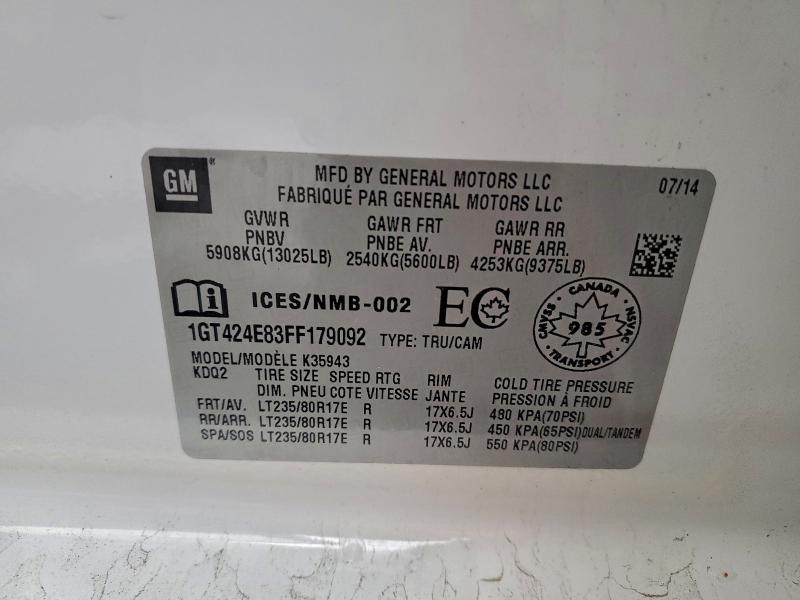 GM
MFD BY GENERAL MOTORS LLC
07/14
FABRIQUÉ PAR GENERAL MOTORS LLC
GVWR GAWR FRT GAWR RR
PNBV PNBE AV. PNBE ARR.
5908KG(13025LB) 2540KG(5600LB) 4253KG(9375LB)
i ICES/NMB-002 EC
CANADA
CMVSS NSVAC
985
TRANSPORT
1GT424E83FF179092 TYPE: TRU/CAM
MODEL/MODÈLE K35943
KDQ2 TIRE SIZE SPEED RTG RIM COLD TIRE PRESSURE
DIM. PNEU COTE VITESSE JANTE PRESSION À FROID
FRT/AV. LT235/80R17E R 17X6.5J 480 KPA(70PSI)
RR/ARR. LT235/80R17E R 17X6.5J 450 KPA(65PSI)DUAL/TANDEM
SPA/SOS LT235/80R17E R 17X6.5J 550 KPA(80PSI)